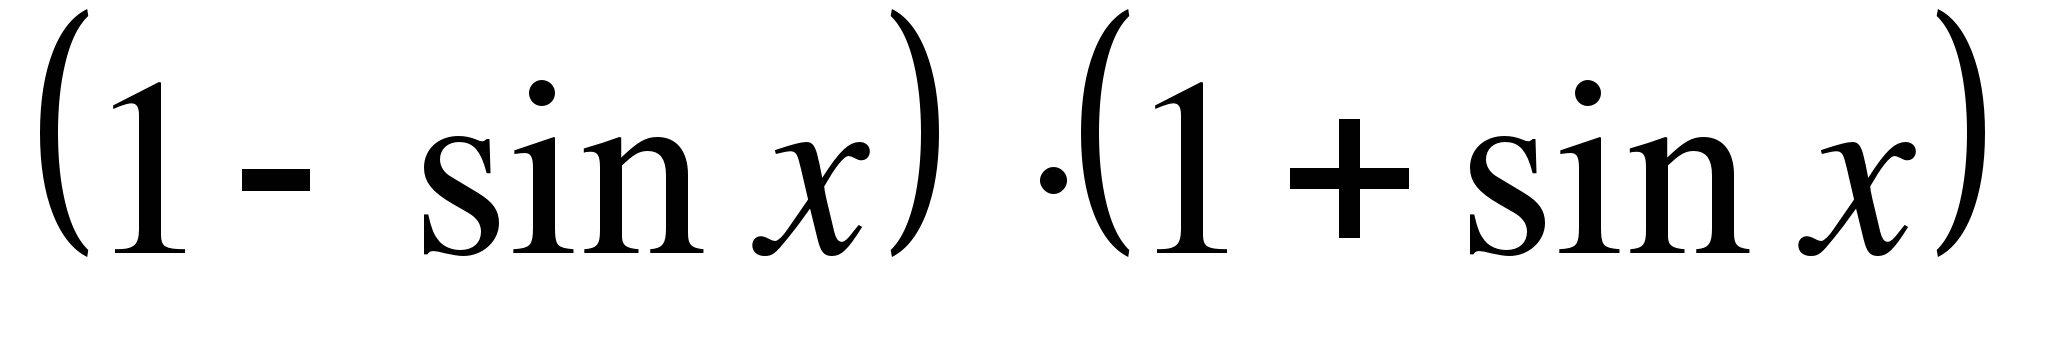 (1 - sin x) ·(1 + sin x)